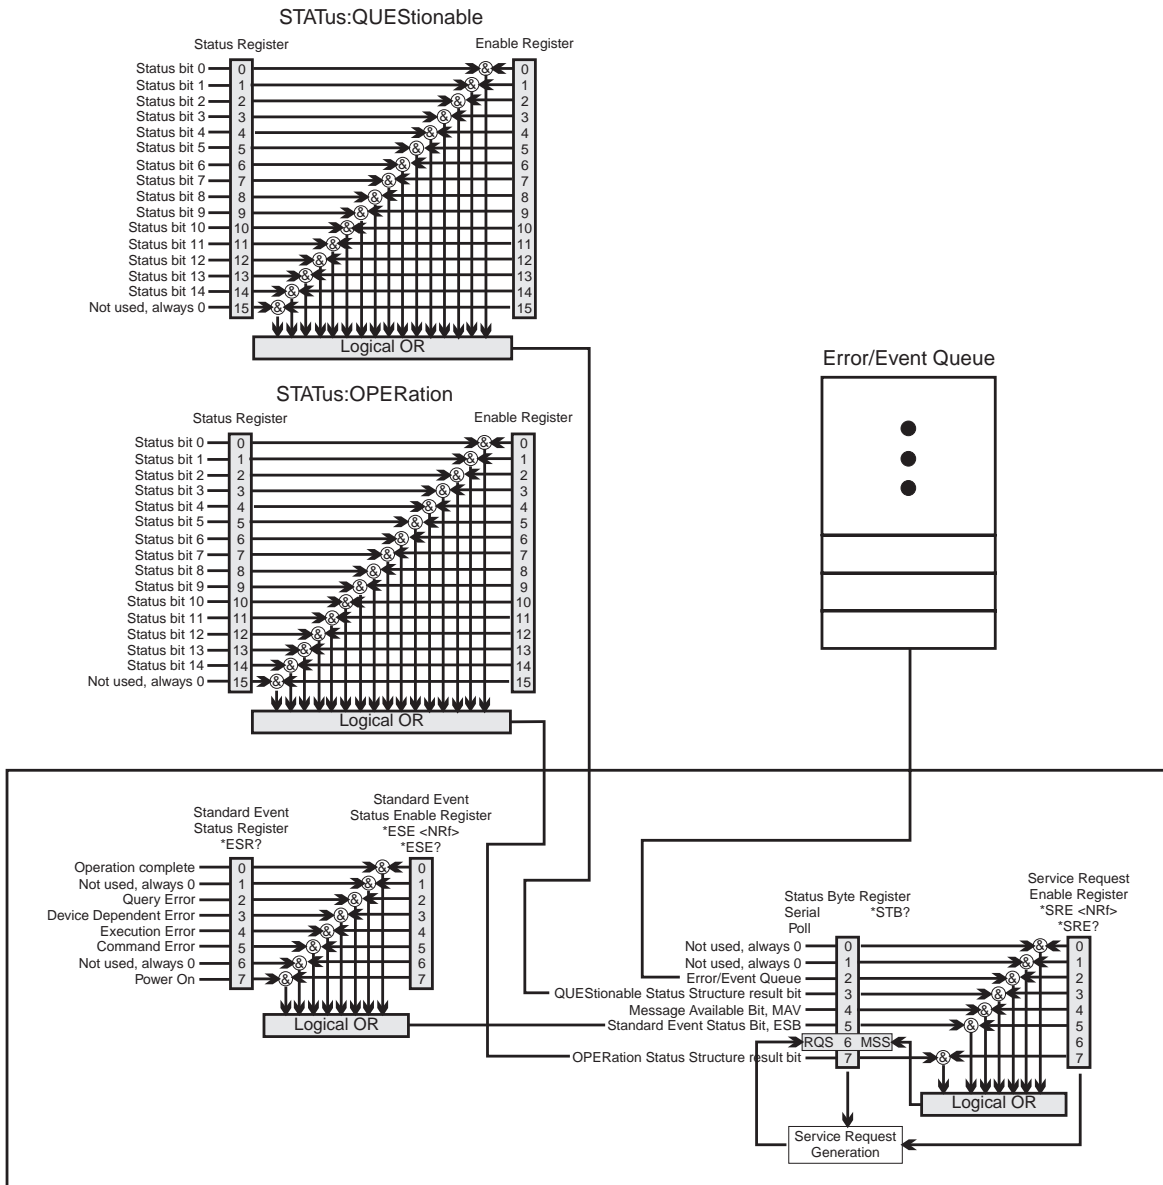 STATus:QUEStionable
Status Register Enable Register
Status bit 0 0 & 0
Status bit 1 1 & 1
Status bit 2 2 & 2
Status bit 3 3 & 3
Status bit 4 4 & 4
Status bit 5 5 & 5
Status bit 6 6 & 6
Status bit 7 7 & 7
Status bit 8 8 & 8
Status bit 9 9 & 9
Status bit 10 10 & 10
Status bit 11 11 & 11
Status bit 12 12 & 12
Status bit 13 13 & 13
Status bit 14 14 & 14
Not used, always 0 15 & 15
Logical OR
Error/Event Queue
STATus:OPERation
Status Register Enable Register
Status bit 0 0 & 0
Status bit 1 1 & 1
Status bit 2 2 & 2
Status bit 3 3 & 3
Status bit 4 4 & 4
Status bit 5 5 & 5
Status bit 6 6 & 6
Status bit 7 7 & 7
Status bit 8 8 & 8
Status bit 9 9 & 9
Status bit 10 10 & 10
Status bit 11 11 & 11
Status bit 12 12 & 12
Status bit 13 13 & 13
Status bit 14 14 & 14
Not used, always 0 15 & 15
Logical OR
Standard Event
Status Register
*ESR?
Standard Event
Status Enable Register
*ESE <NRf>
*ESE?
Operation complete 0 & 0
Not used, always 0 1 & 1
Query Error 2 & 2
Device Dependent Error 3 & 3
Execution Error 4 & 4
Command Error 5 & 5
Not used, always 0 6 & 6
Power On 7 & 7
Logical OR
Status Byte Register
Serial *STB?
Poll
Service Request
Enable Register
*SRE <NRf>
*SRE?
Not used, always 0 0 & 0
Not used, always 0 1 & 1
Error/Event Queue 2 & 2
QUEStionable Status Structure result bit 3 & 3
Message Available Bit, MAV 4 & 4
Standard Event Status Bit, ESB 5 & 5
RQS 6 MSS 6
OPERation Status Structure result bit 7 & 7
Logical OR
Service Request
Generation